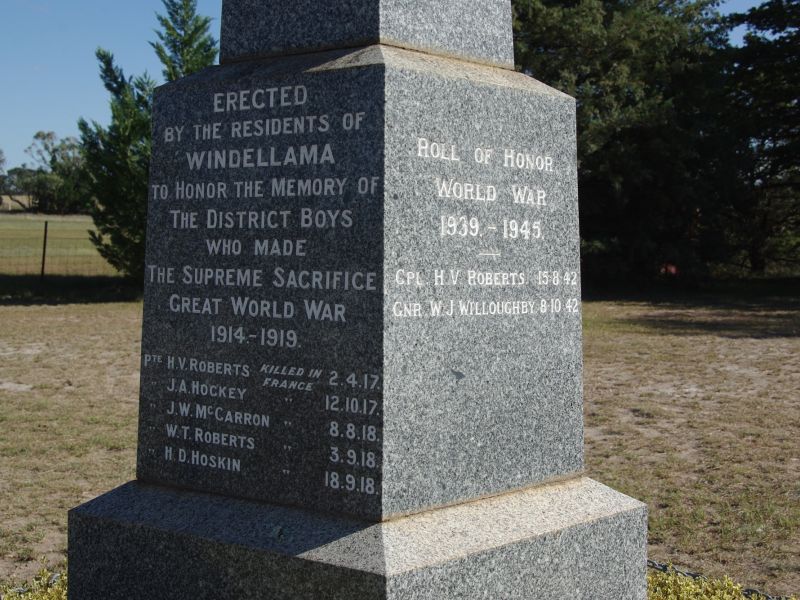 ERECTED
BY THE RESIDENTS OF
WINDELLAMA
TO HONOR THE MEMORY OF
THE DISTRICT BOYS
WHO MADE
THE SUPREME SACRIFICE
GREAT WORLD WAR
1914.-1919.
PTE H.V. ROBERTS KILLED IN FRANCE 2.4.17.
" J.A. HOCKEY " 12.10.17.
" J.W. McCARRON " 8.8.18.
" W.T. ROBERTS " 3.9.18.
" H.D. HOSKIN " 18.9.18.
ROLL OF HONOR
WORLD WAR
1939.-1945.
CPL H.V. ROBERTS. 15.8.42
GNR. W.J. WILLOUGHBY. 8.10.42